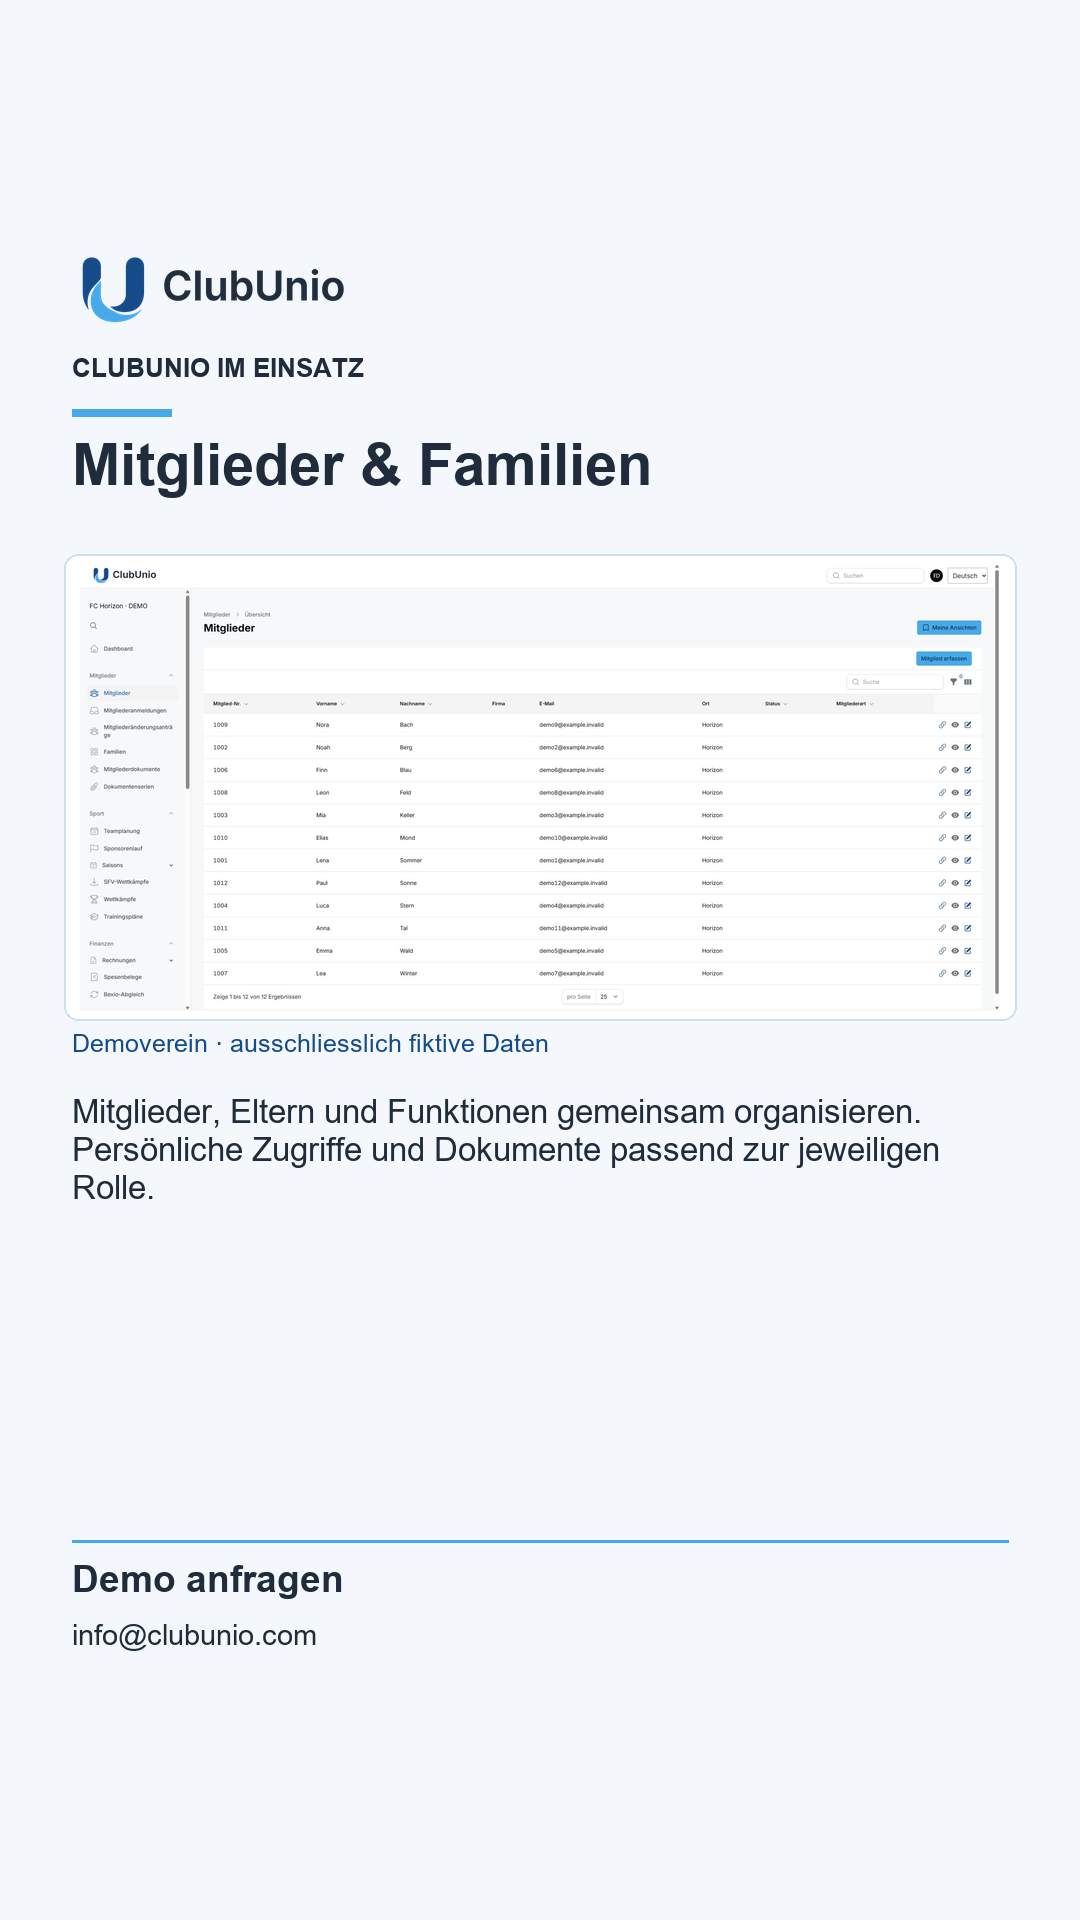 ClubUnio
CLUBUNIO IM EINSATZ
Mitglieder & Familien
ClubUnio
Suchen
FD
Deutsch
FC Horizon · DEMO
Dashboard
Mitglieder
Mitglieder
Mitgliederanmeldungen
Mitgliederänderungsanträ
ge
Familien
Mitgliederdokumente
Dokumentenserien
Sport
Teamplanung
Sponsorenlauf
Saisons
SFV-Wettkämpfe
Wettkämpfe
Trainingspläne
Finanzen
Rechnungen
Spesenbelege
Bexio-Abgleich
Mitglieder > Übersicht
Mitglieder
Meine Ansichten
Mitglied erfassen
Suche
0
Mitglied-Nr. Vorname Nachname Firma E-Mail Ort Status Mitgliederart
1009 Nora Bach demo9@example.invalid Horizon
1002 Noah Berg demo2@example.invalid Horizon
1006 Finn Blau demo6@example.invalid Horizon
1008 Leon Feld demo8@example.invalid Horizon
1003 Mia Keller demo3@example.invalid Horizon
1010 Elias Mond demo10@example.invalid Horizon
1001 Lena Sommer demo1@example.invalid Horizon
1012 Paul Sonne demo12@example.invalid Horizon
1004 Luca Stern demo4@example.invalid Horizon
1011 Anna Tal demo11@example.invalid Horizon
1005 Emma Wald demo5@example.invalid Horizon
1007 Lea Winter demo7@example.invalid Horizon
Zeige 1 bis 12 von 12 Ergebnissen
pro Seite 25
Demoverein · ausschliesslich fiktive Daten
Mitglieder, Eltern und Funktionen gemeinsam organisieren.
Persönliche Zugriffe und Dokumente passend zur jeweiligen
Rolle.
Demo anfragen
info@clubunio.com